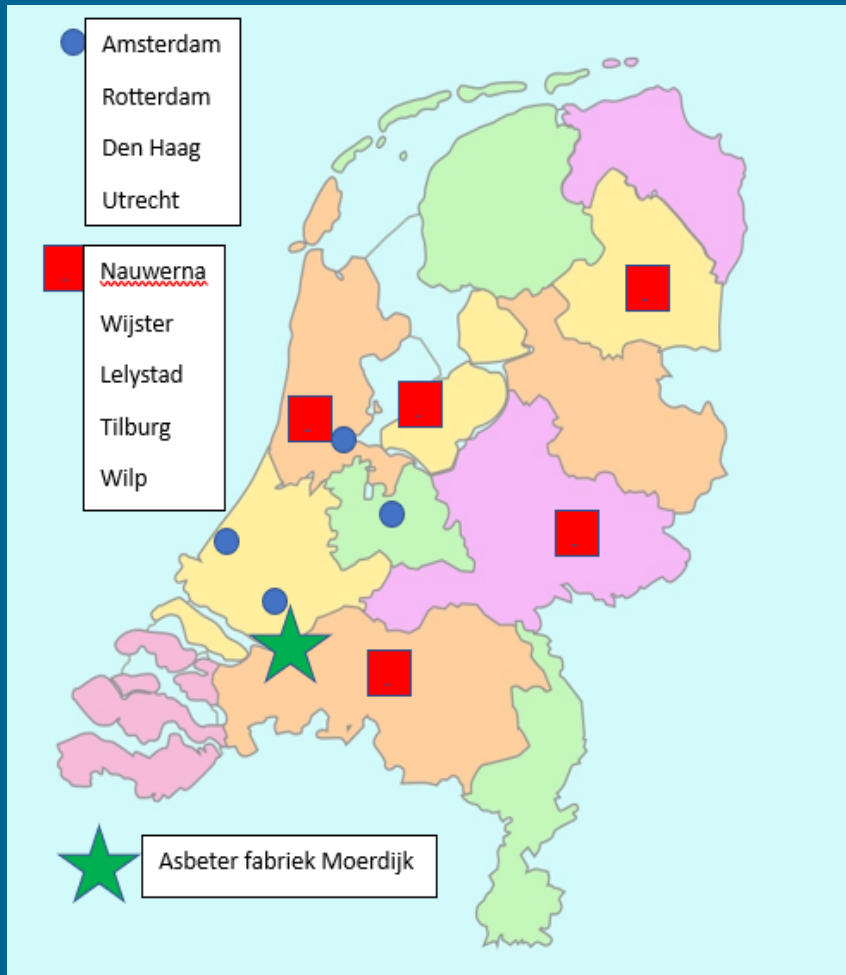 Amsterdam
Rotterdam
Den Haag
Utrecht
Nauwerna
Wijster
Lelystad
Tilburg
Wilp
Asbeter fabriek Moerdijk